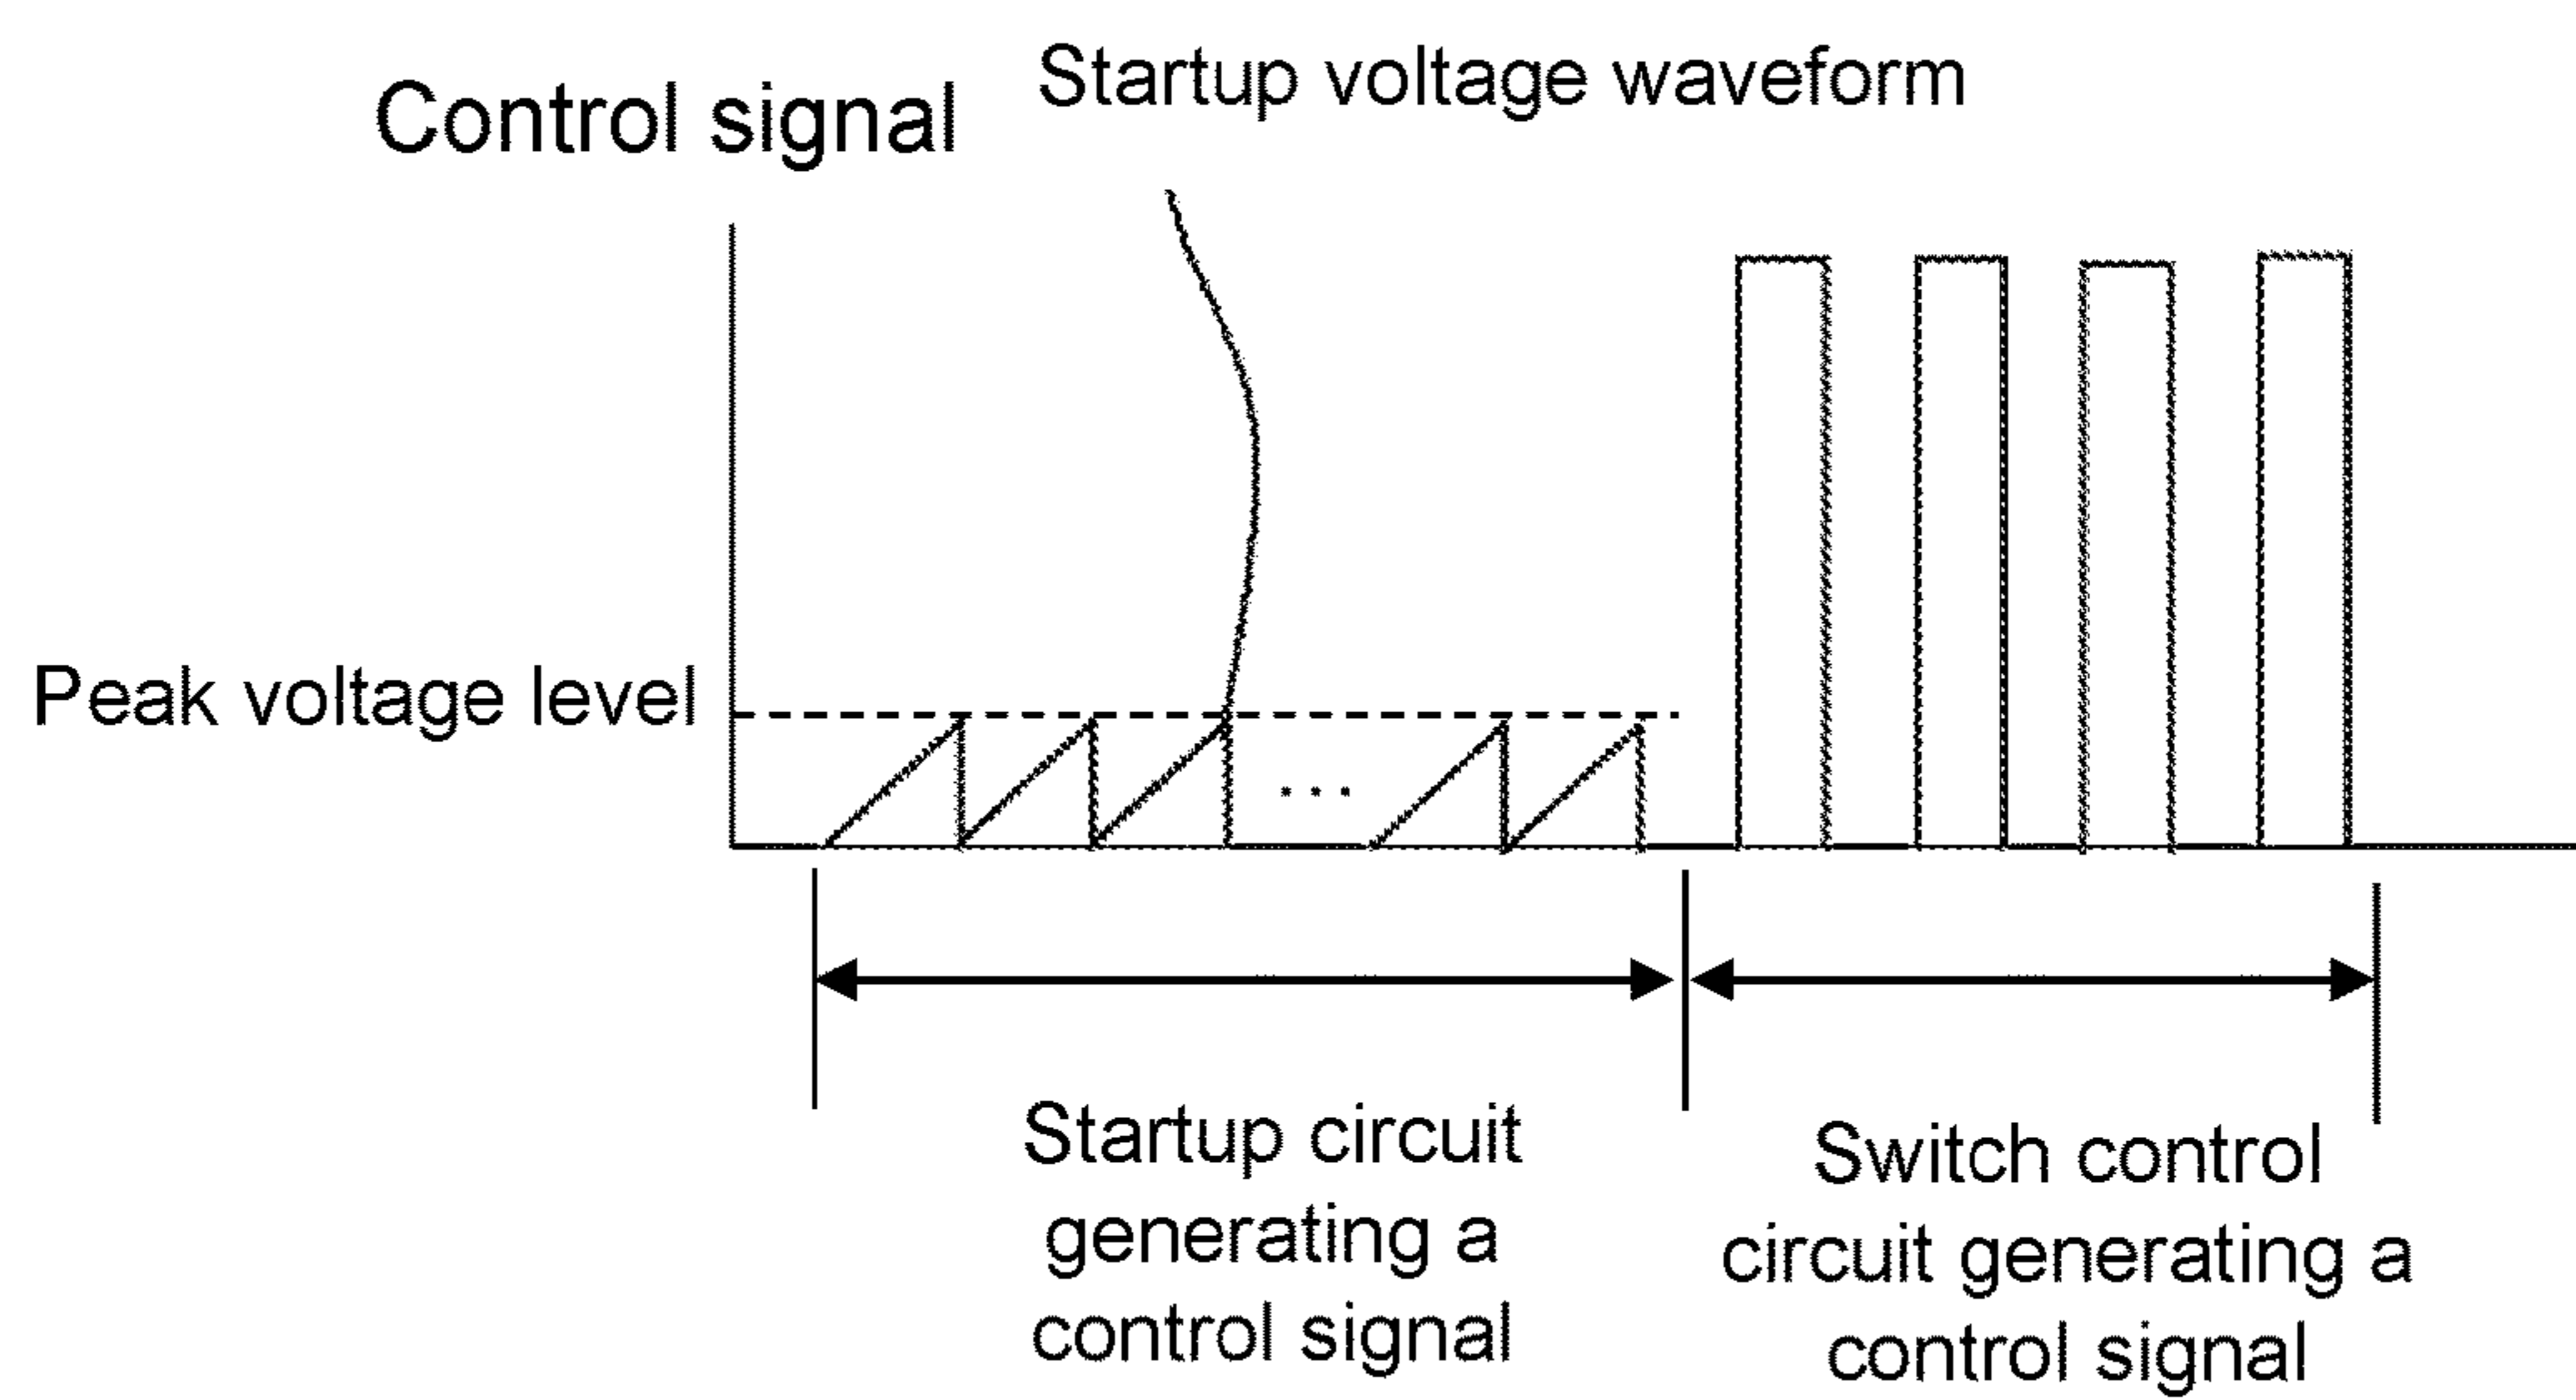 Control signal
Startup voltage waveform
Peak voltage level
...
Startup circuit
generating a
control signal
Switch control
circuit generating a
control signal